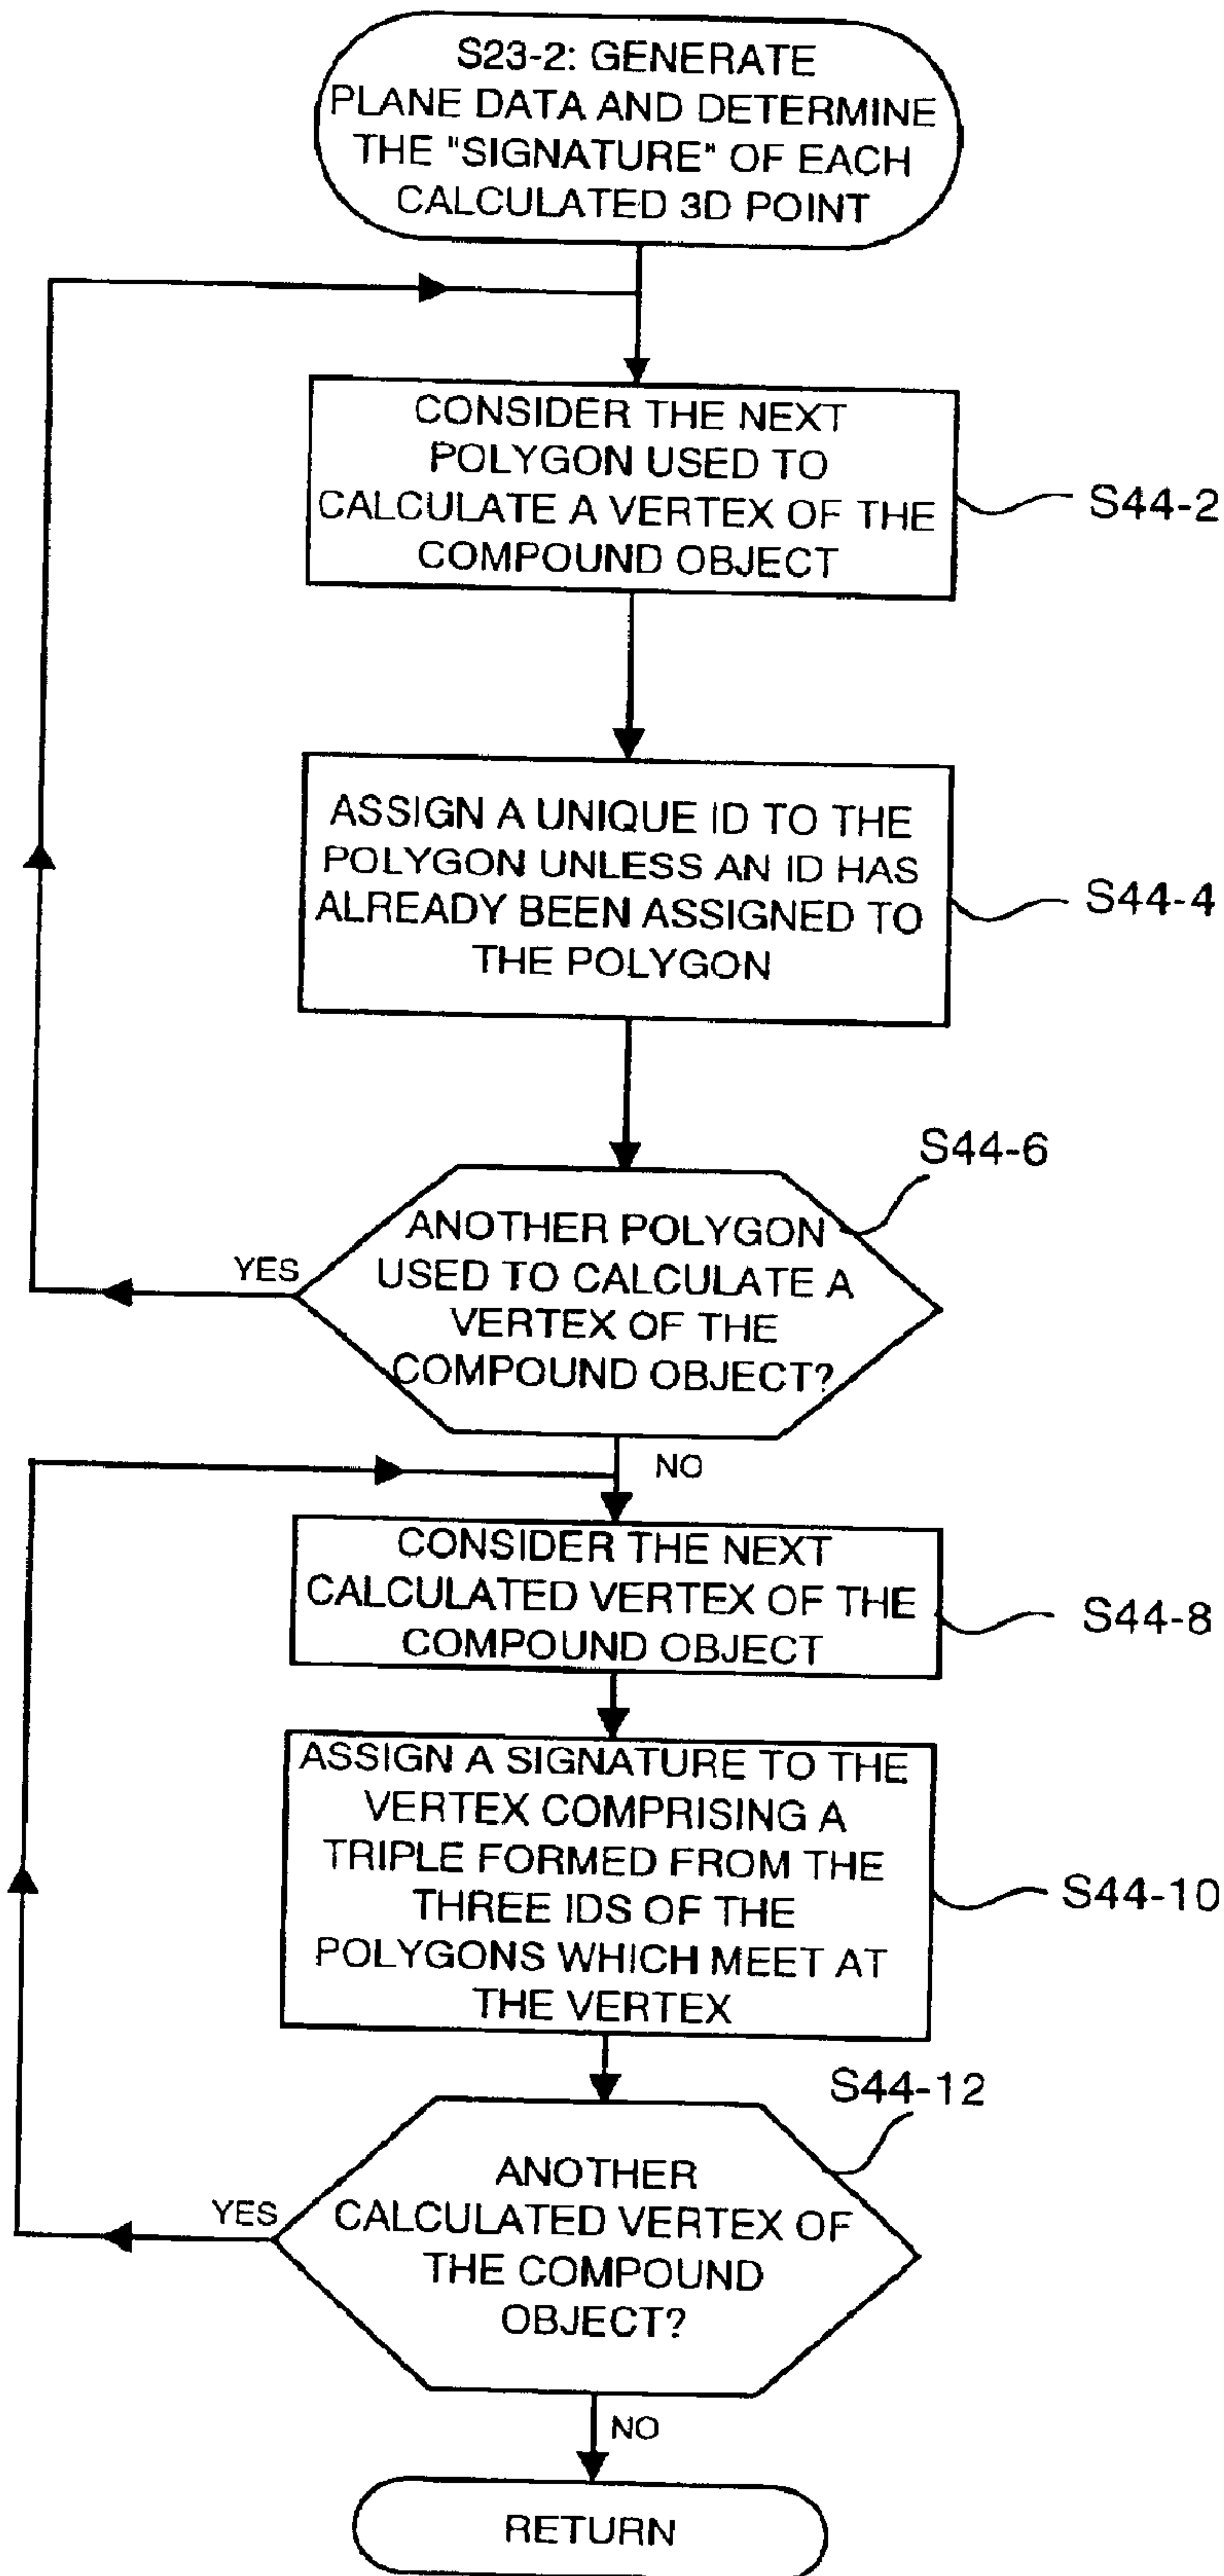 S23-2: GENERATE
PLANE DATA AND DETERMINE
THE "SIGNATURE" OF EACH
CALCULATED 3D POINT
CONSIDER THE NEXT
POLYGON USED TO
CALCULATE A VERTEX OF THE
COMPOUND OBJECT
S44-2
ASSIGN A UNIQUE ID TO THE
POLYGON UNLESS AN ID HAS
ALREADY BEEN ASSIGNED TO
THE POLYGON
S44-4
S44-6
ANOTHER POLYGON
USED TO CALCULATE A
VERTEX OF THE
COMPOUND OBJECT?
YES
NO
CONSIDER THE NEXT
CALCULATED VERTEX OF THE
COMPOUND OBJECT
S44-8
ASSIGN A SIGNATURE TO THE
VERTEX COMPRISING A
TRIPLE FORMED FROM THE
THREE IDS OF THE
POLYGONS WHICH MEET AT
THE VERTEX
S44-10
S44-12
ANOTHER
CALCULATED VERTEX OF
THE COMPOUND
OBJECT?
YES
NO
RETURN